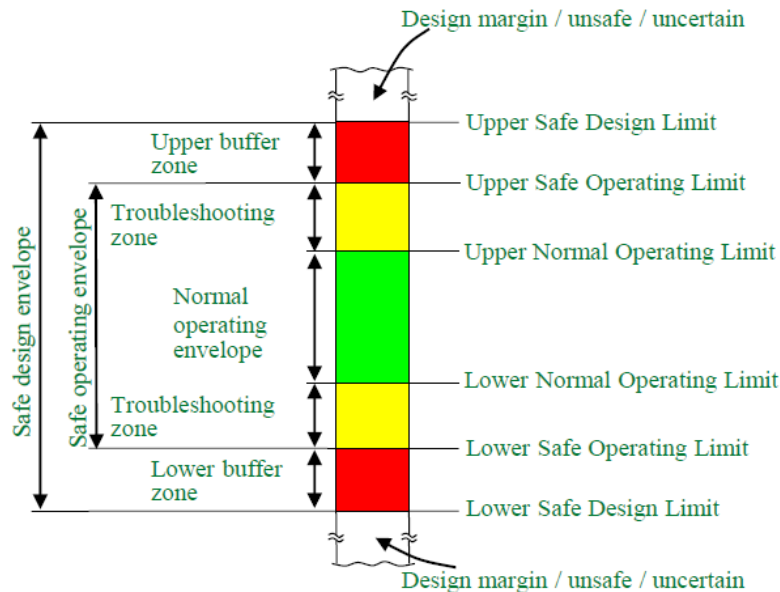 Design margin / unsafe / uncertain
Upper Safe Design Limit
Upper buffer
zone
Upper Safe Operating Limit
Troubleshooting
zone
Upper Normal Operating Limit
Safe design envelope
Safe operating envelope
Normal
operating
envelope
Lower Normal Operating Limit
Troubleshooting
zone
Lower Safe Operating Limit
Lower buffer
zone
Lower Safe Design Limit
Design margin / unsafe / uncertain